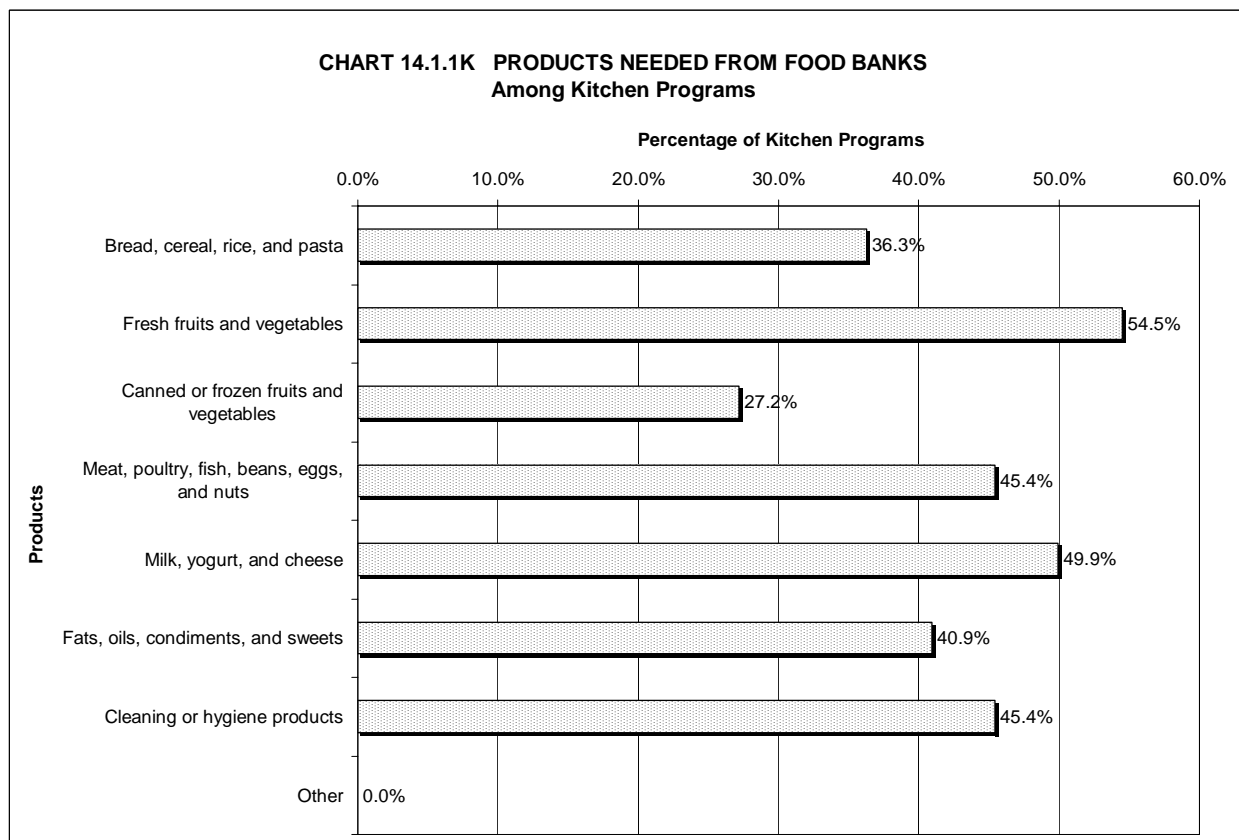 CHART 14.1.1K   PRODUCTS NEEDED FROM FOOD BANKS
Among Kitchen Programs
Percentage of Kitchen Programs
0.0% 10.0% 20.0% 30.0% 40.0% 50.0% 60.0%
Products
Bread, cereal, rice, and pasta 36.3%
Fresh fruits and vegetables 54.5%
Canned or frozen fruits and
vegetables 27.2%
Meat, poultry, fish, beans, eggs,
and nuts 45.4%
Milk, yogurt, and cheese 49.9%
Fats, oils, condiments, and sweets 40.9%
Cleaning or hygiene products 45.4%
Other 0.0%